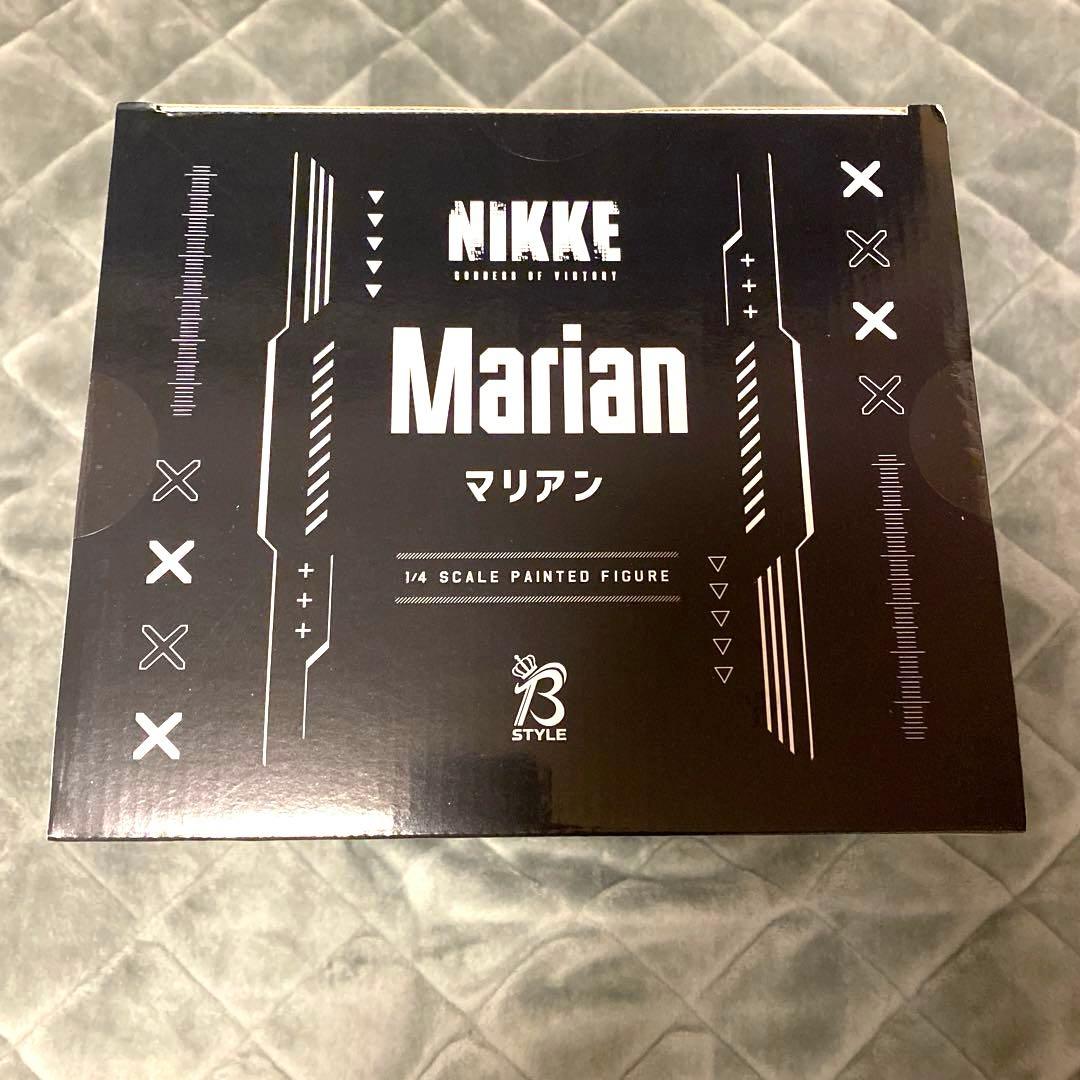 NIKKE
GODDESS OF VICTORY
Marian
マリアン
1/4 SCALE PAINTED FIGURE
B
STYLE